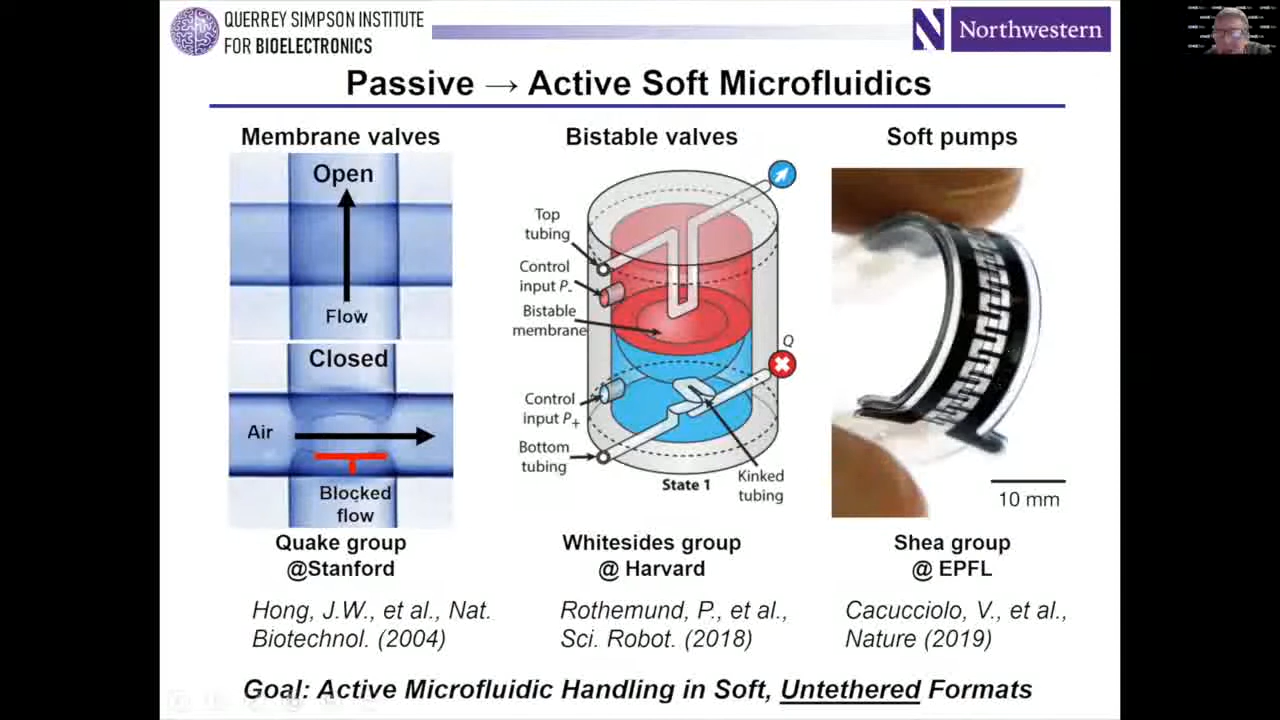 QUERREY SIMPSON INSTITUTE
FOR BIOELECTRONICS
N
Northwestern
Passive → Active Soft Microfluidics
Membrane valves
Open
Flow
Closed
Air
Blocked
flow
Quake group
@Stanford
Hong, J.W., et al., Nat.
Biotechnol. (2004)
Bistable valves
Top
tubing
Control
input P-
Bistable
membrane
Q
Control
input P+
Bottom
tubing
Kinked
tubing
State 1
Whitesides group
@ Harvard
Rothemund, P., et al.,
Sci. Robot. (2018)
Soft pumps
10 mm
Shea group
@ EPFL
Cacucciolo, V., et al.,
Nature (2019)
Goal: Active Microfluidic Handling in Soft, Untethered Formats